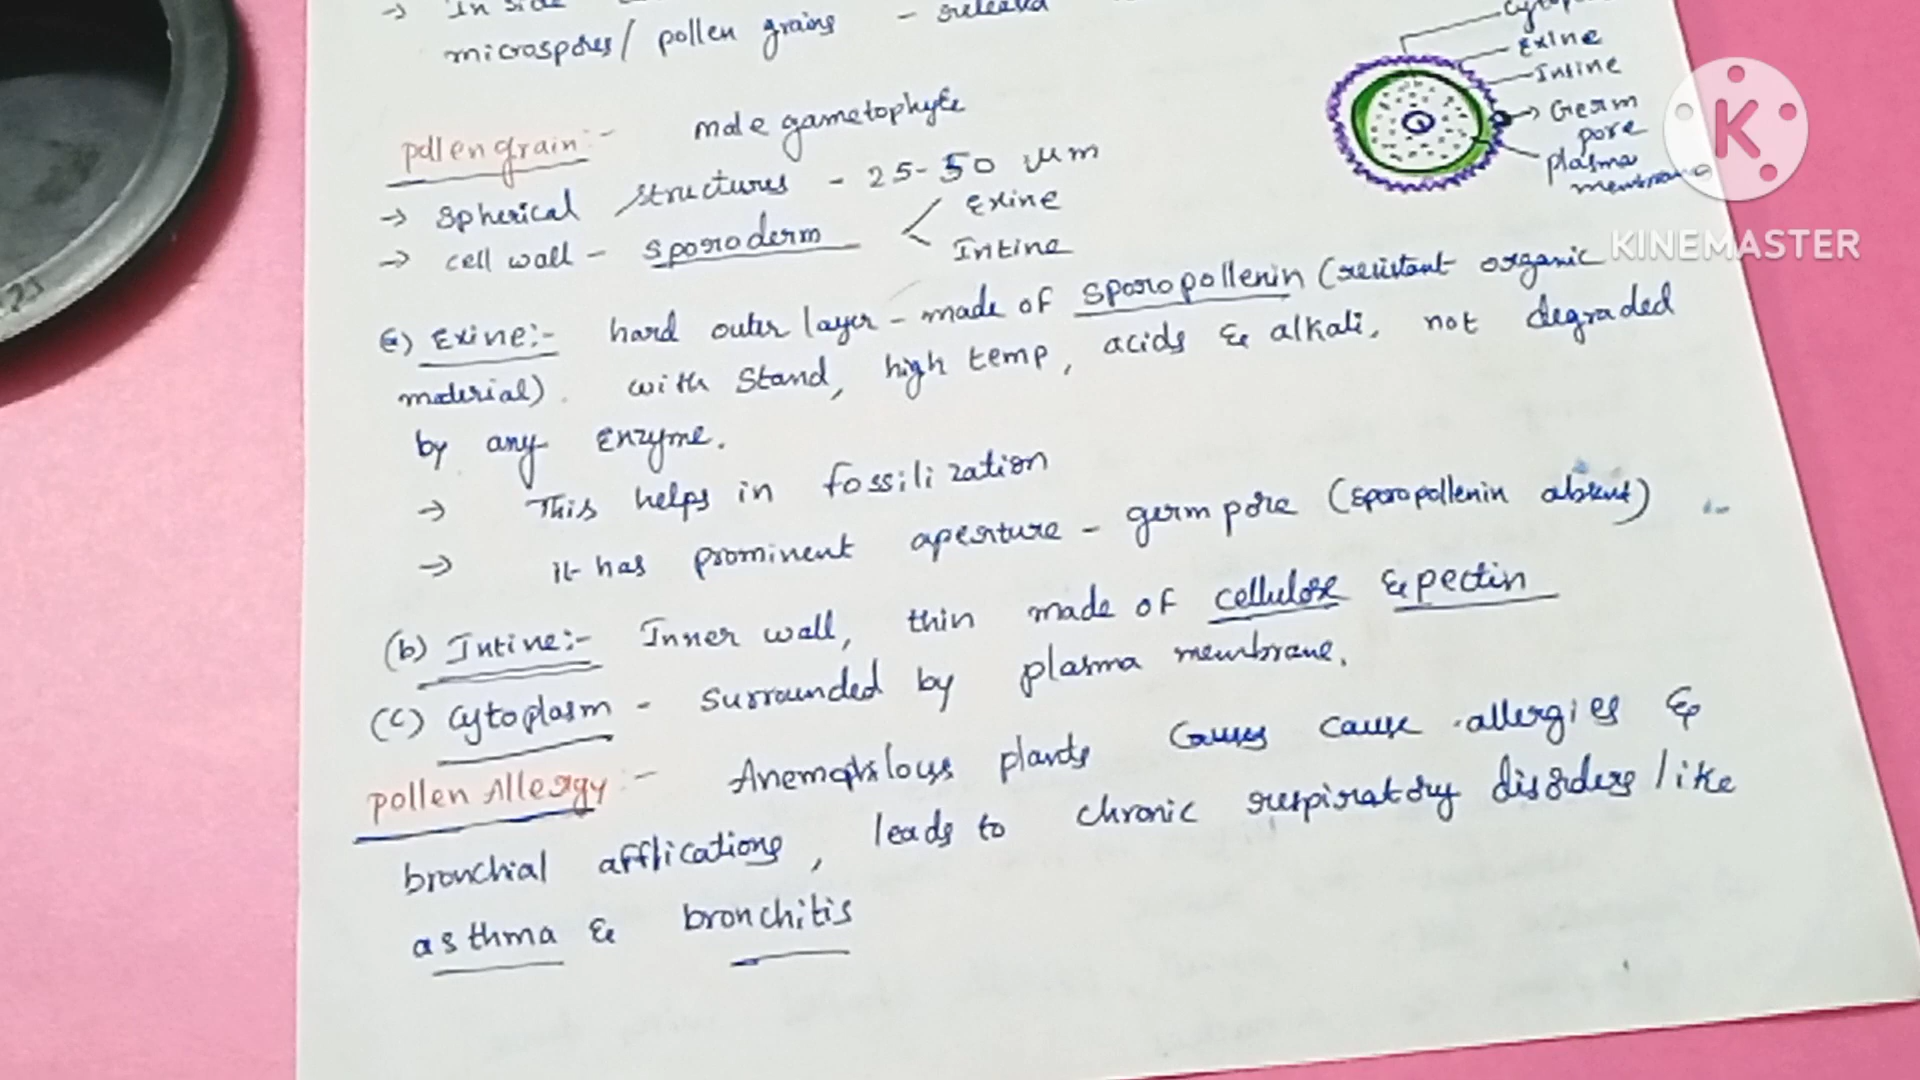 → In side
microspores/ pollen grains - released
pollen grain:- male gametophyte
→ Spherical structures - 25-50 μm
→ cell wall - sporoderm < Exine
Intine
a) Exine:- hard outer layer - made of sporopollenin (resistant organic
material). with stand, high temp, acids & alkali. not degraded
by any Enzyme.
→ This helps in fossilization
→ it has prominent aperture - germ pore (sporopollenin absent)
(b) Intine:- Inner wall, thin made of cellulose & pectin
(c) Cytoplasm - surrounded by plasma membrane.
pollen Allergy:- plants cause allergies &
bronchial afflications, leads to chronic respiratory disorders like
asthma & bronchitis
Exine
Intine
Germ
pore
plasma
membrane
K
KINEMASTER